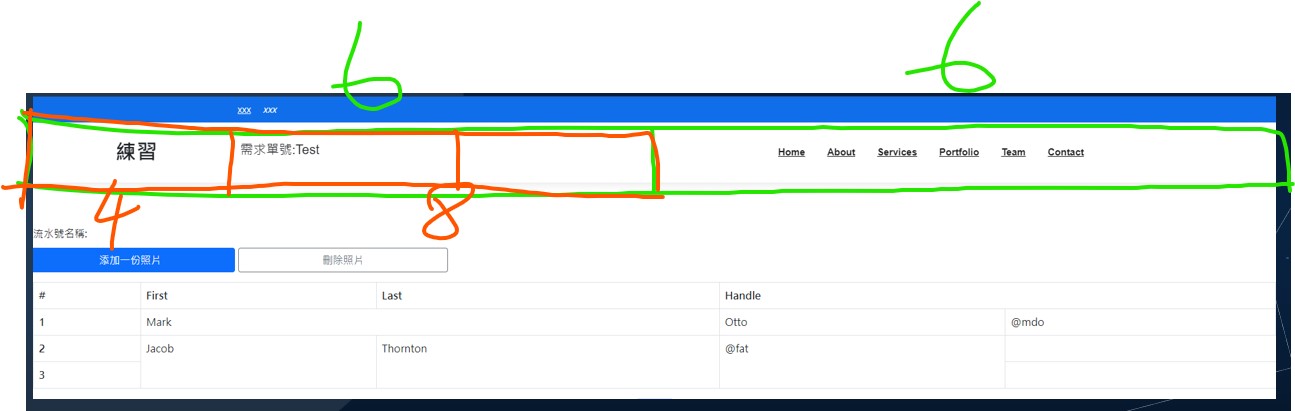 6 6
xxx xxx
練習 需求單號:Test Home About Services Portfolio Team Contact
4 8
流水號名稱:
添加一份照片 刪除照片
# First Last Handle
1 Mark Otto @mdo
2 Jacob Thornton @fat
3